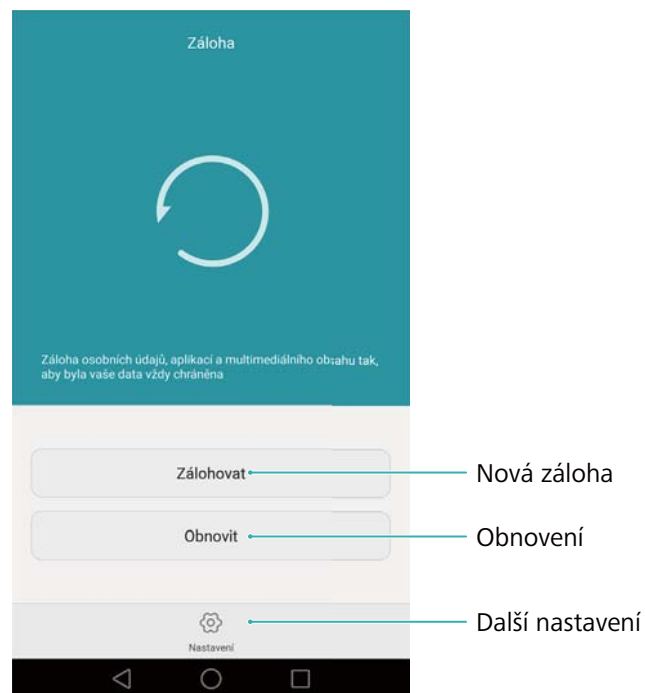 Záloha
Záloha osobních údajů, aplikací a multimediálního obsahu tak,
aby byla vaše data vždy chráněna
Zálohovat
Nová záloha
Obnovit
Obnovení
Další nastavení
Nastavení